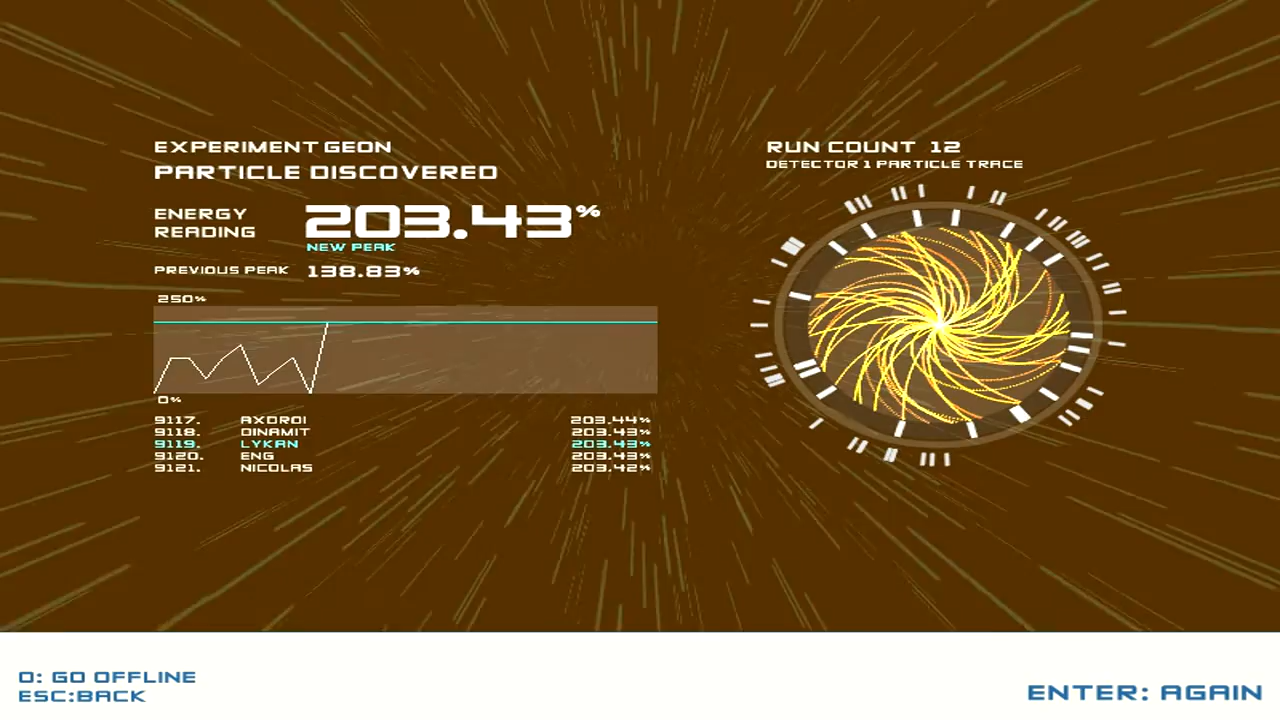 EXPERIMENT GEON
PARTICLE DISCOVERED
ENERGY READING 203.43%
NEW PEAK
PREVIOUS PEAK 138.83%
250%
0%
9117. AXDROI 203.44%
9118. DINAMIT 203.43%
9119. LYKAN 203.43%
9120. ENG 203.43%
9121. NICOLAS 203.42%
RUN COUNT 12
DETECTOR 1 PARTICLE TRACE
O: GO OFFLINE
ESC:BACK
ENTER: AGAIN